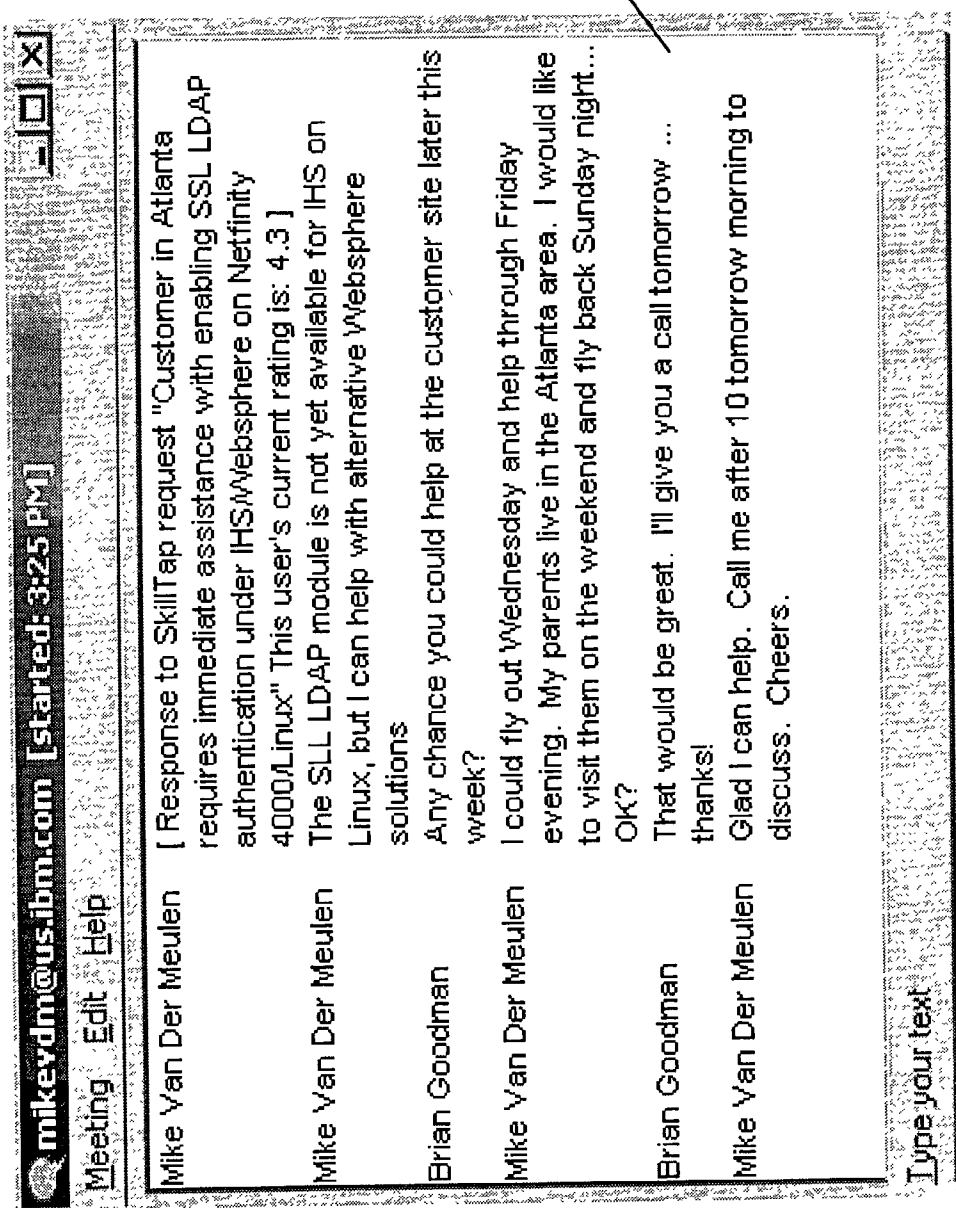 mikeydm@us.ibm.com [started: 3:25 PM]
Meeting Edit Help
Mike Van Der Meulen [ Response to SkillTap request "Customer in Atlanta
requires immediate assistance with enabling SSL LDAP
authentication under IHS/Websphere on Netfinity
4000/Linux" This user's current rating is: 4.3 ]
Mike Van Der Meulen The SLL LDAP module is not yet available for IHS on
Linux, but I can help with alternative Websphere
solutions
Brian Goodman Any chance you could help at the customer site later this
week?
Mike Van Der Meulen I could fly out Wednesday and help through Friday
evening. My parents live in the Atlanta area. I would like
to visit them on the weekend and fly back Sunday night...
OK?
Brian Goodman That would be great. I'll give you a call tomorrow ...
thanks!
Mike Van Der Meulen Glad I can help. Call me after 10 tomorrow morning to
discuss. Cheers.
Type your text